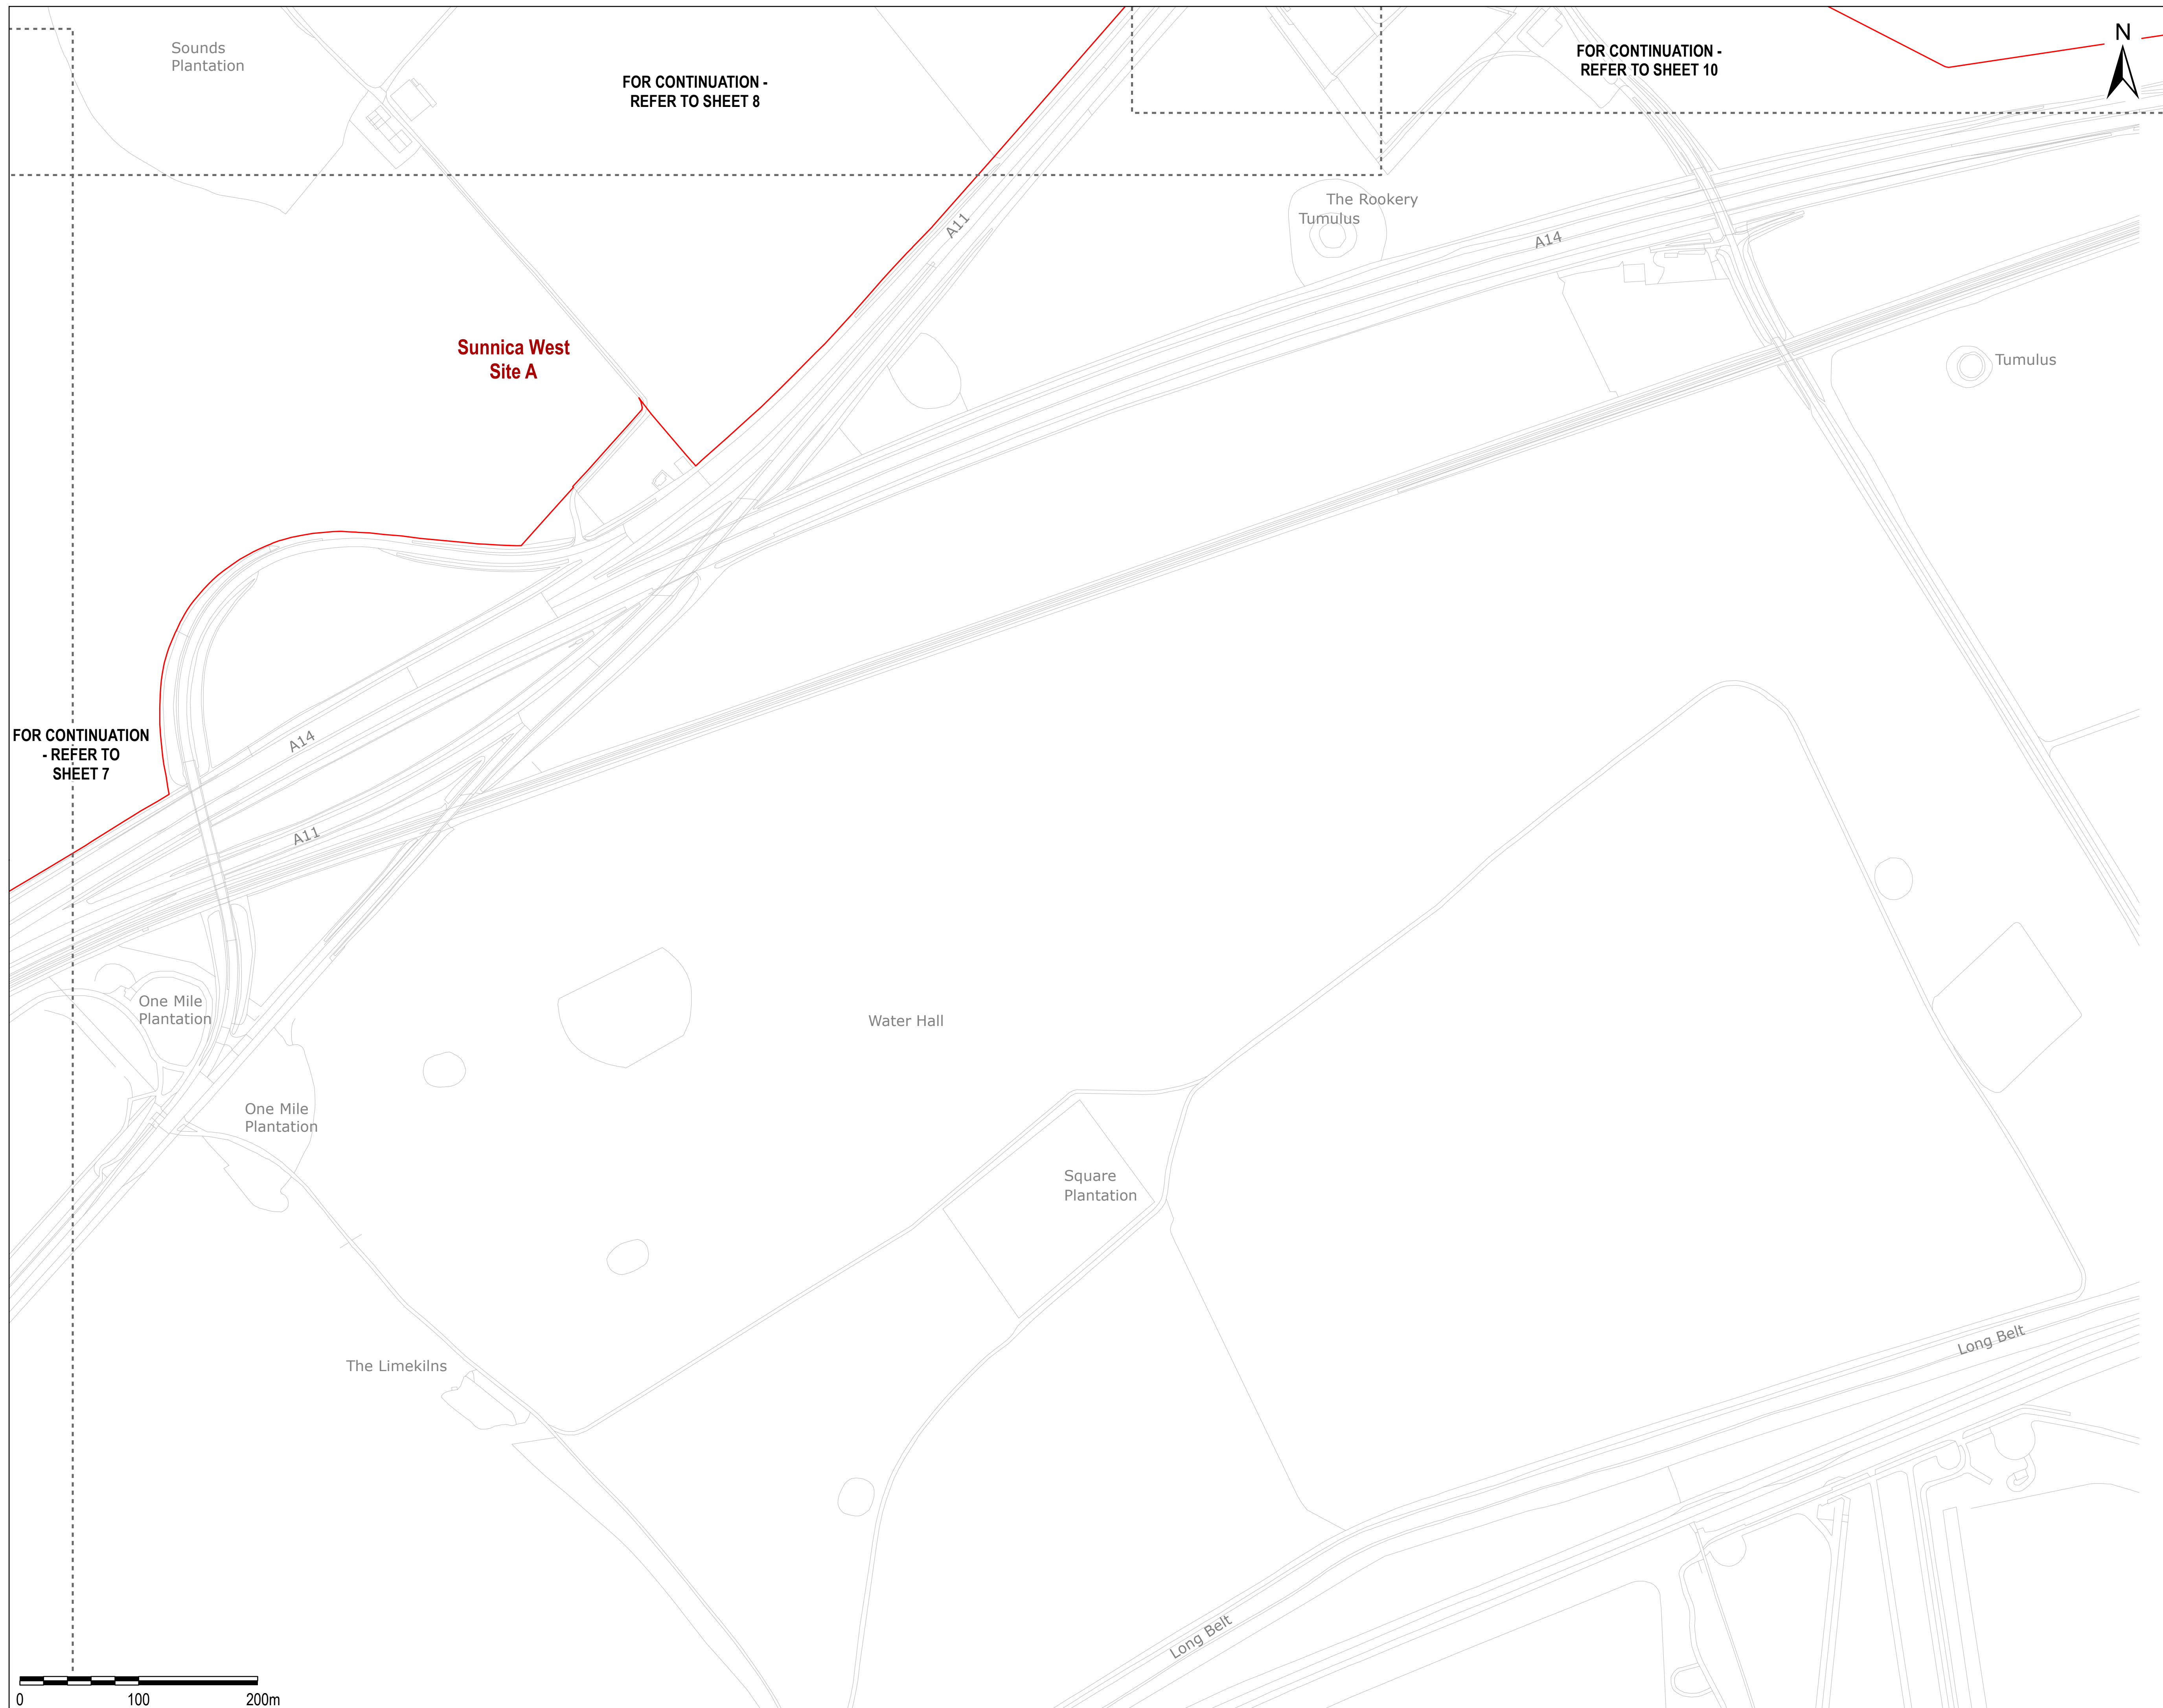 Sounds
Plantation
FOR CONTINUATION -
REFER TO SHEET 8
FOR CONTINUATION -
REFER TO SHEET 10
N
The Rookery
Tumulus
A11
A14
Sunnica West
Site A
Tumulus
FOR CONTINUATION
- REFER TO
SHEET 7
A14
A11
One Mile
Plantation
Water Hall
One Mile
Plantation
Square
Plantation
The Limekilns
Long Belt
Long Belt
0 100 200m